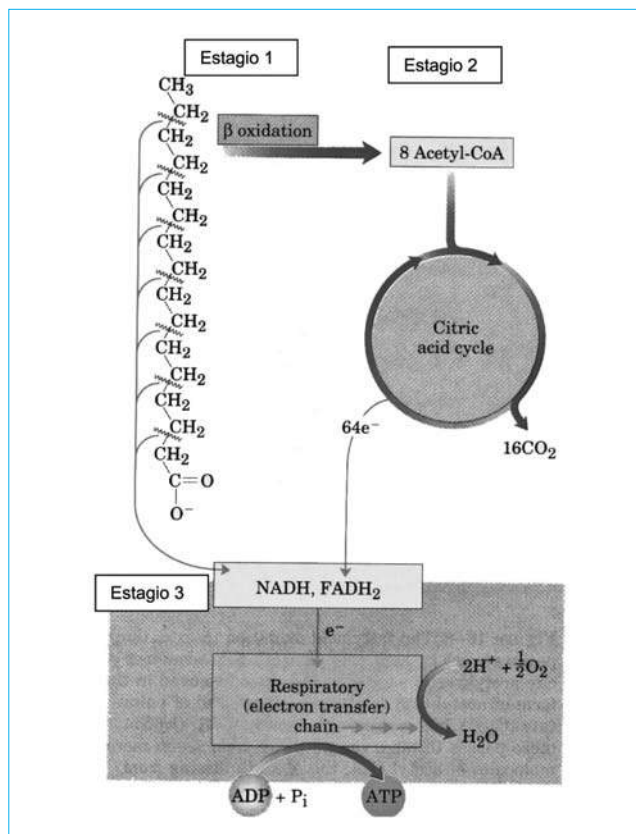 Estagio 1
Estagio 2
CH₃
CH₂
CH₂
CH₂
CH₂
CH₂
CH₂
CH₂
CH₂
CH₂
CH₂
CH₂
CH₂
CH₂
CH₂
C=O
O⁻
β oxidation
8 Acetyl-CoA
Citric
acid cycle
64e⁻
16CO₂
Estagio 3
NADH, FADH₂
e⁻
Respiratory
(electron transfer)
chain
2H⁺ + ½O₂
H₂O
ADP + Pᵢ
ATP